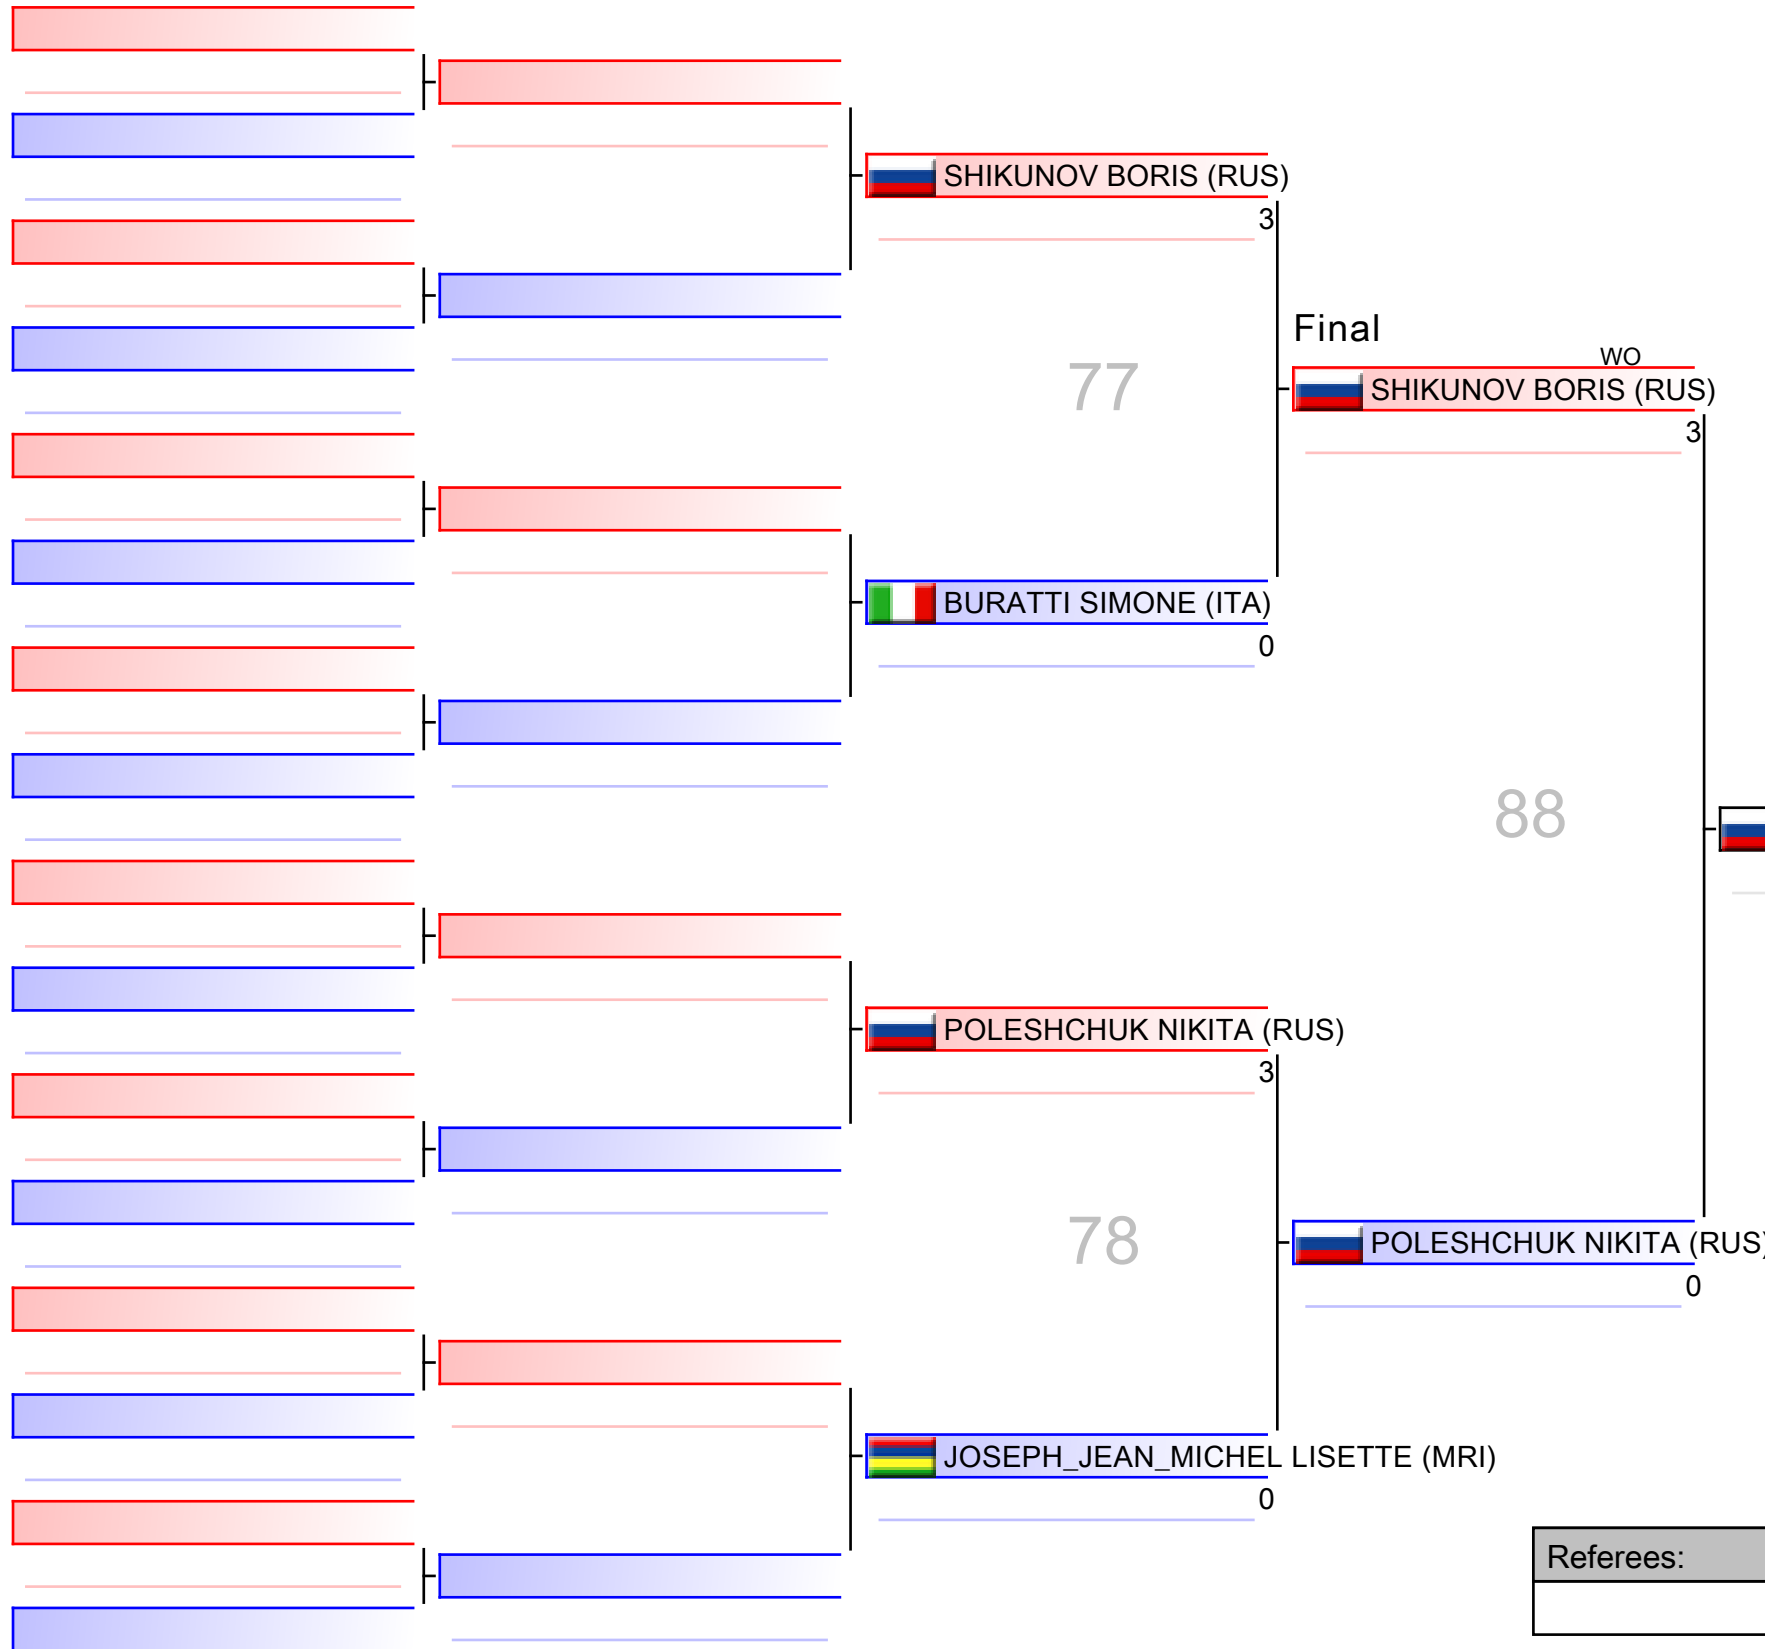 SHIKUNOV BORIS (RUS)
3
Final
77
WO
SHIKUNOV BORIS (RUS)
3
BURATTI SIMONE (ITA)
0
88
POLESHCHUK NIKITA (RUS)
3
78
POLESHCHUK NIKITA (RUS)
0
JOSEPH_JEAN_MICHEL LISETTE (MRI)
0
Referees: